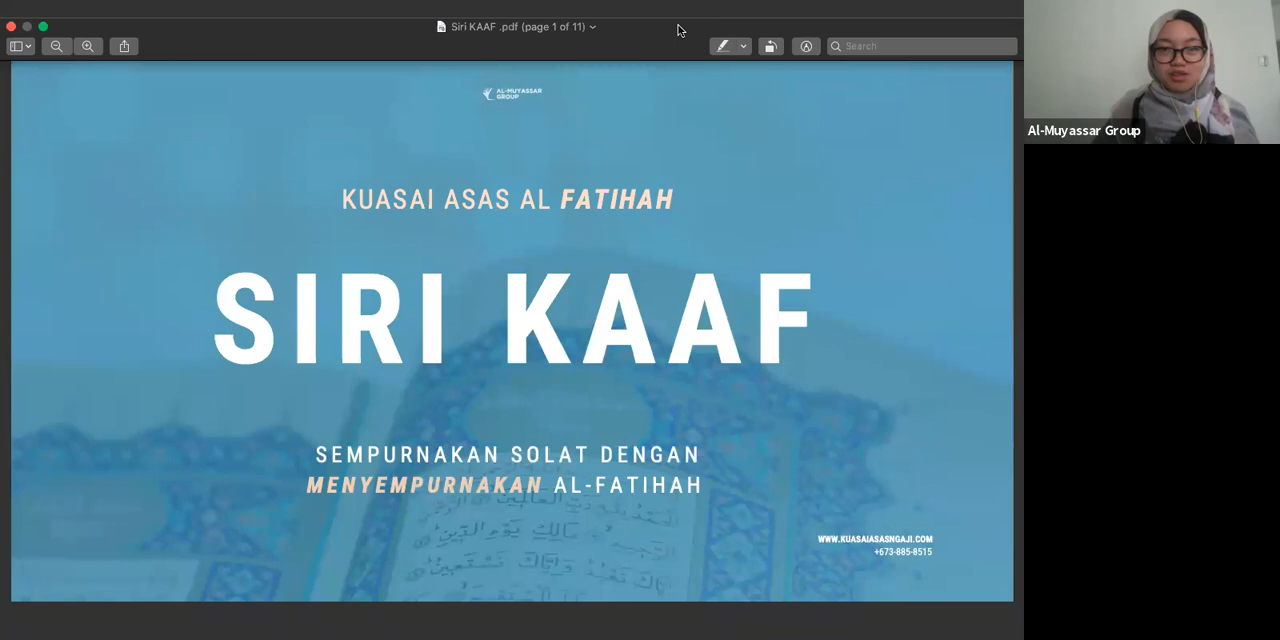 Siri KAAF .pdf (page 1 of 11)
Search
AL-MUYASSAR
GROUP
KUASAI ASAS AL FATIHAH
SIRI KAAF
SEMPURNAKAN SOLAT DENGAN
MENYEMPURNAKAN AL-FATIHAH
WWW.KUASAIASASNGAJI.COM
+673-885-8515
Al-Muyassar Group